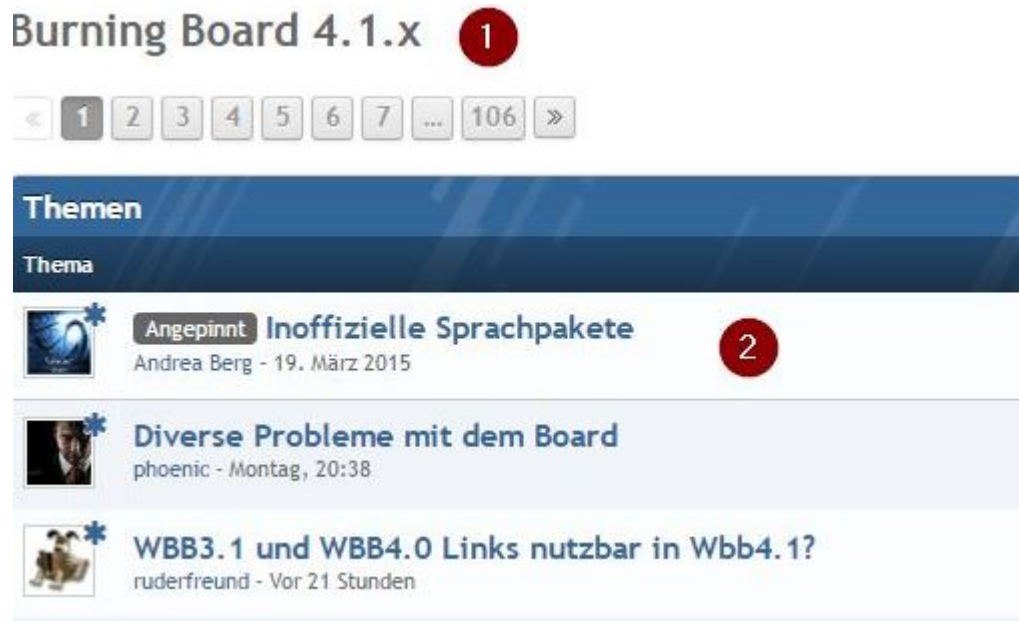 Burning Board 4.1.x 1
« 1 2 3 4 5 6 7 ... 106 »
Themen
Thema
Angepinnt Inoffizielle Sprachpakete
2
Andrea Berg - 19. März 2015
Diverse Probleme mit dem Board
phoenic - Montag, 20:38
WBB3.1 und WBB4.0 Links nutzbar in Wbb4.1?
ruderfreund - Vor 21 Stunden